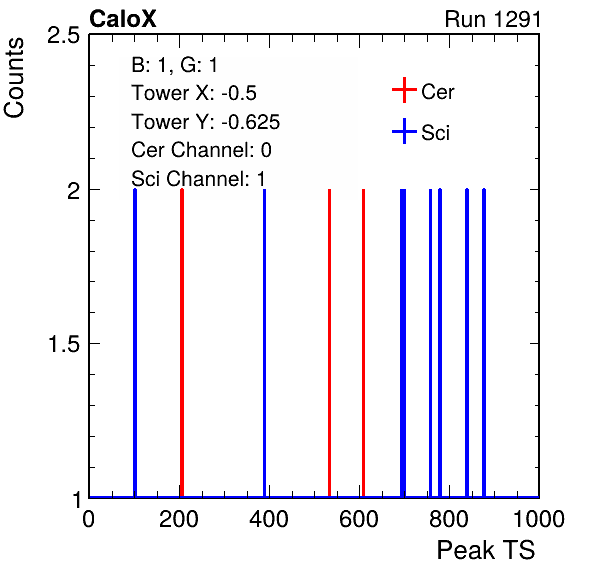 CaloX Run 1291
Counts
2.5
B: 1, G: 1
Tower X: -0.5
Tower Y: -0.625
Cer Channel: 0
Sci Channel: 1
Cer
Sci
2
1.5
1
0 200 400 600 800 1000
Peak TS